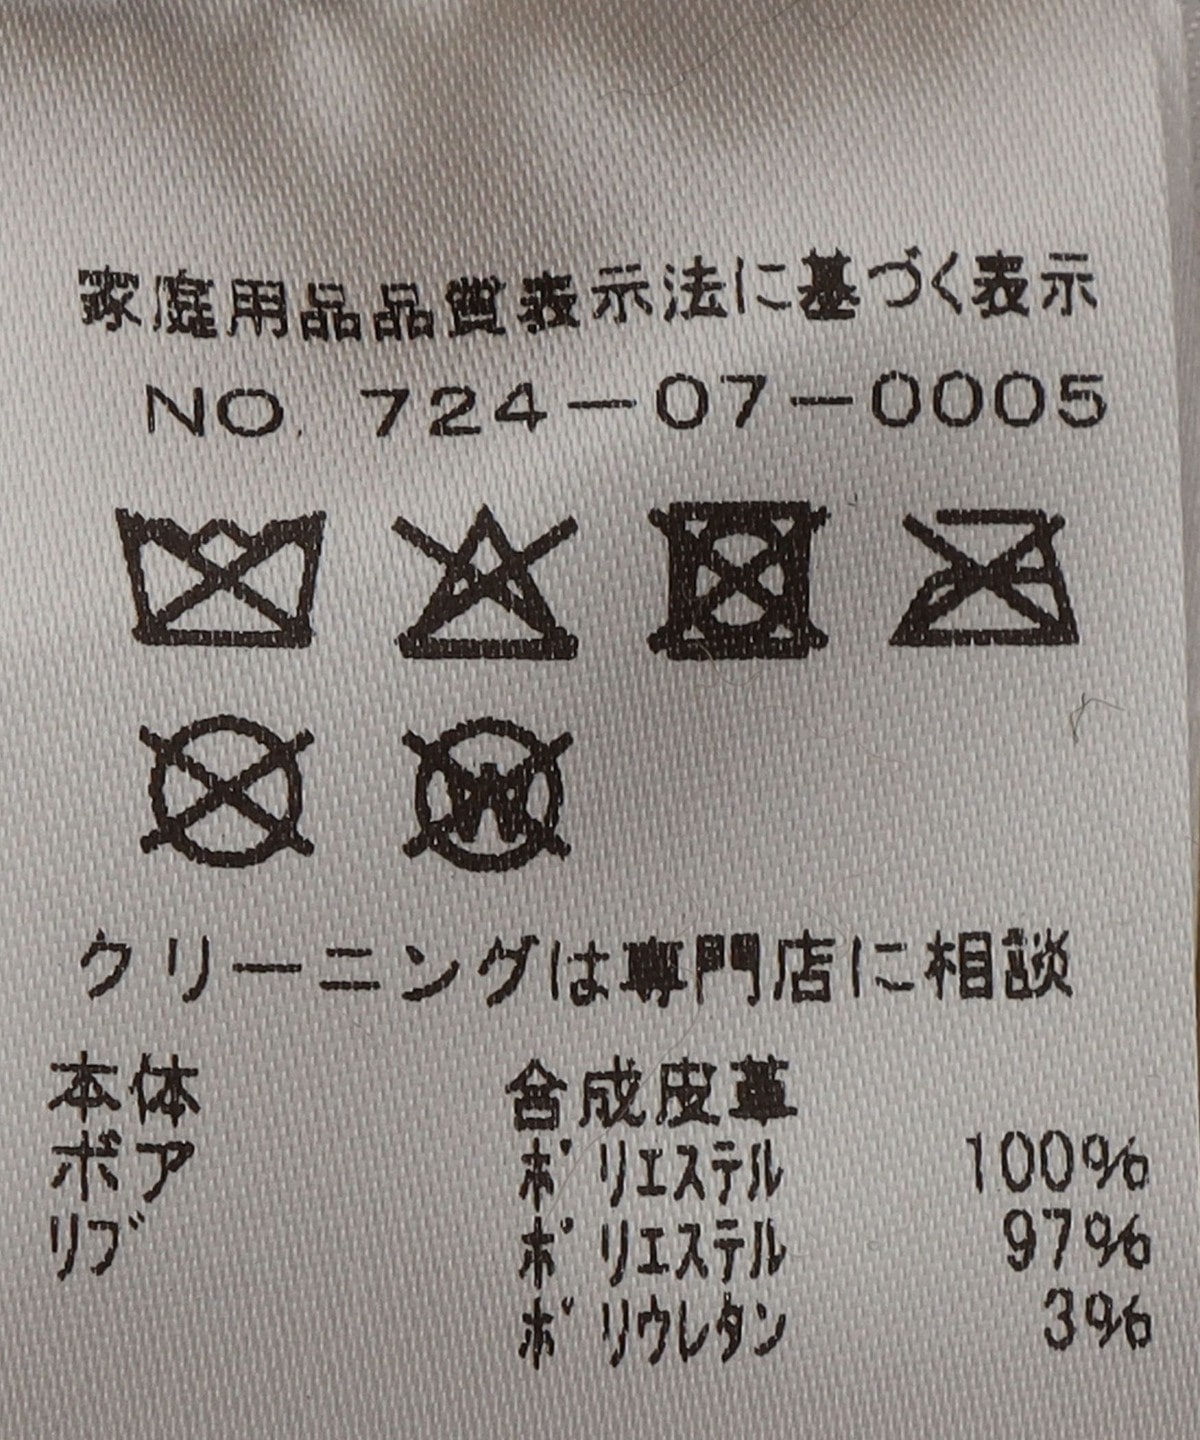 家庭用品品質表示法に基づく表示
NO. 724-07-0005
W
クリーニングは専門店に相談
本体 合成皮革
ボア ﾎﾟﾘｴｽﾃﾙ 100%
リブ ﾎﾟﾘｴｽﾃﾙ 97%
ﾎﾟﾘｳﾚﾀﾝ 3%